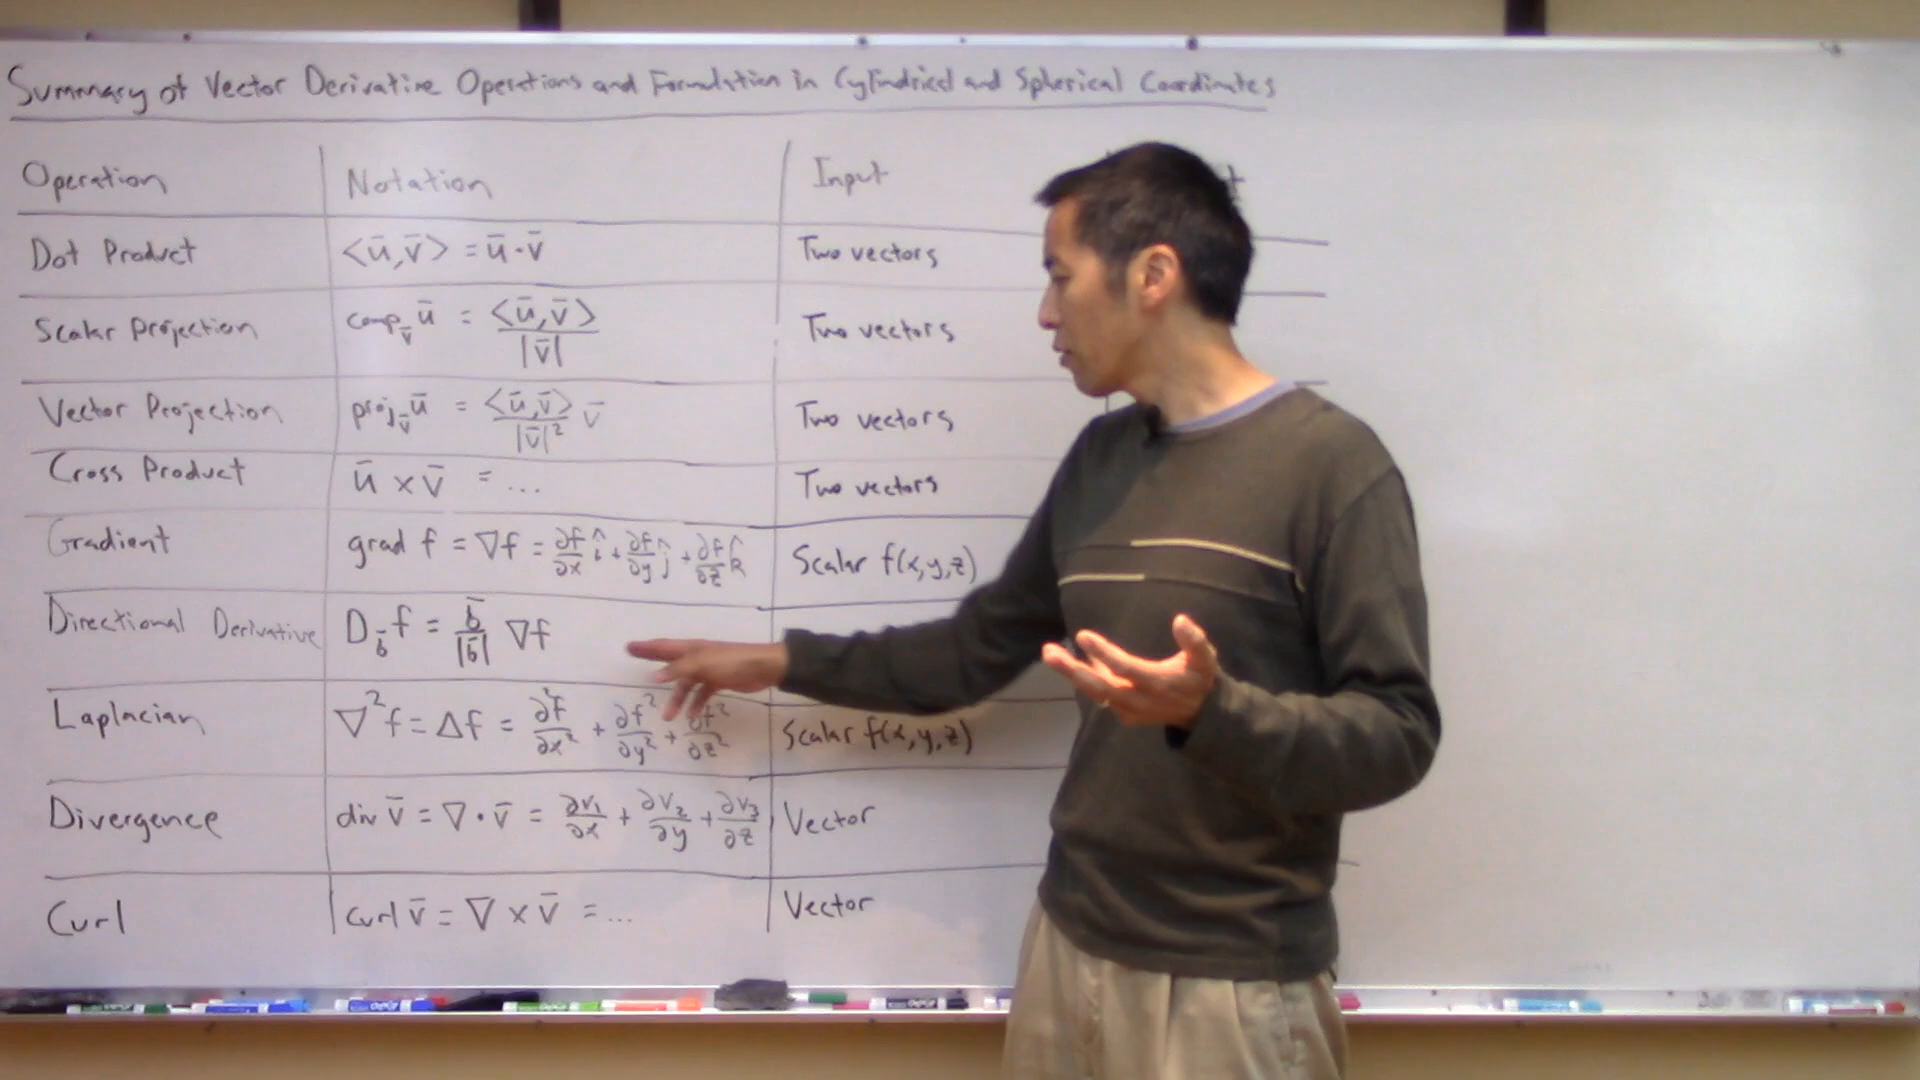 Summary of Vector Derivative Operations and Formulation in Cylindrical and Spherical Coordinates
Operation Notation Input
Dot Product <ū,v̄> = ū·v̄ Two vectors
Scalar Projection comp_v̄ ū = <ū,v̄>/|v̄| Two vectors
Vector Projection proj_v̄ ū = <ū,v̄>/|v̄|² v̄ Two vectors
Cross Product ū × v̄ = ... Two vectors
Gradient grad f = ∇f = ∂f/∂x î + ∂f/∂y ĵ + ∂f/∂z k̂ Scalar f(x,y,z)
Directional Derivative D_b̄ f = b̄/|b̄| ∇f
Laplacian ∇²f = Δf = ∂²f/∂x² + ∂f²/∂y² + ∂f²/∂z² Scalar f(x,y,z)
Divergence div v̄ = ∇·v̄ = ∂v₁/∂x + ∂v₂/∂y + ∂v₃/∂z Vector
Curl curl v̄ = ∇ × v̄ = ... Vector